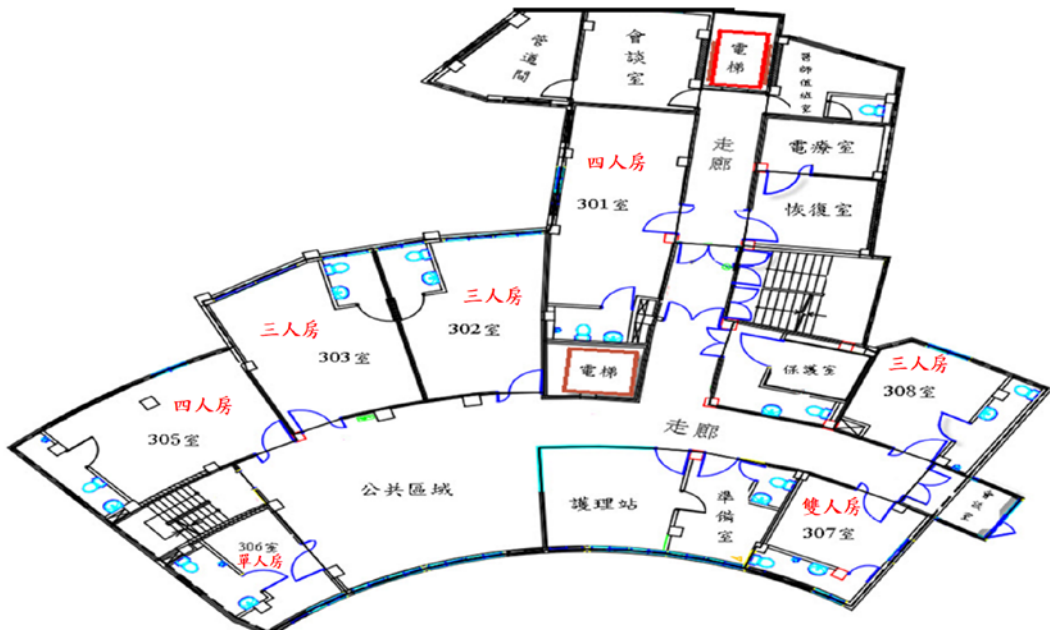 管道間
會談室
電梯
醫師值班室
四人房
301室
走廊
電療室
恢復室
三人房
302室
三人房
303室
電梯
保護室
三人房
308室
四人房
305室
走廊
公共區域
護理站
準備室
雙人房
307室
會談室
306室
單人房